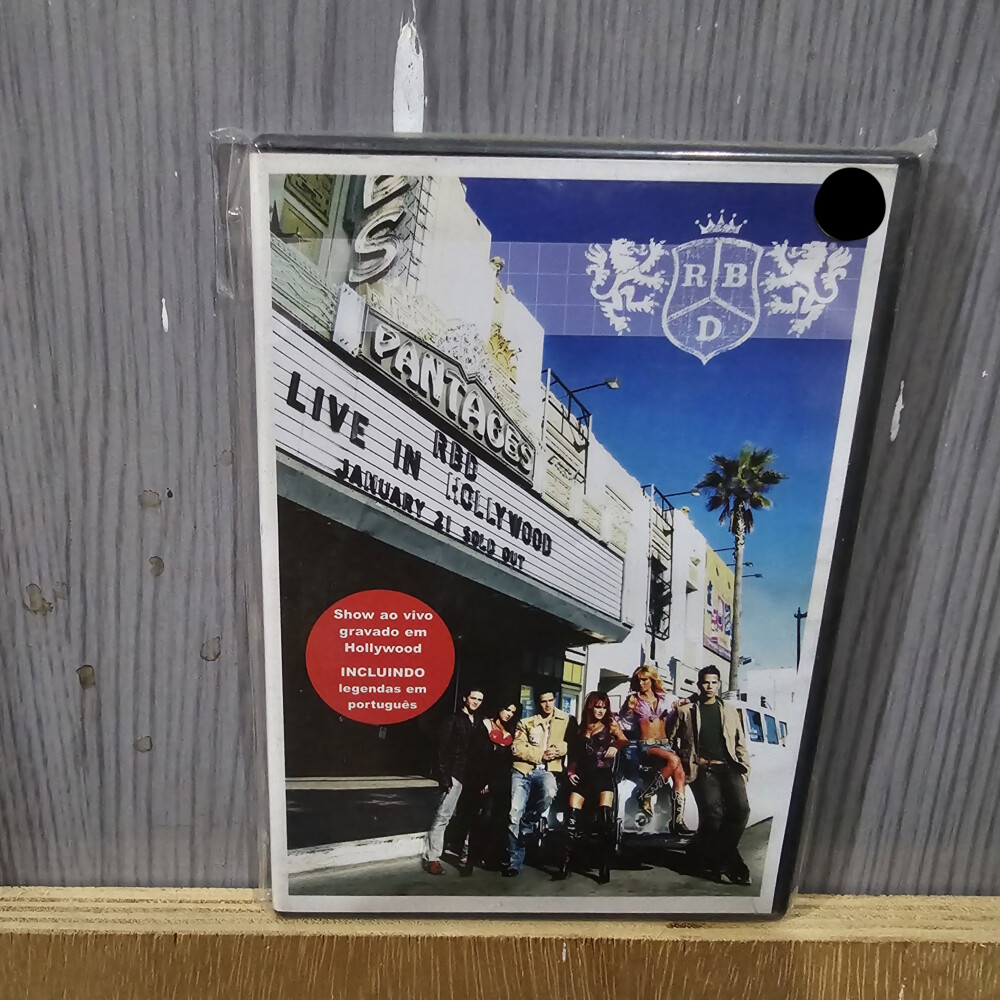 ES
R B
D
PANTAGES
RBD
LIVE IN HOLLYWOOD
JANUARY 21 SOLD OUT
Show ao vivo
gravado em
Hollywood
INCLUINDO
legendas em
português